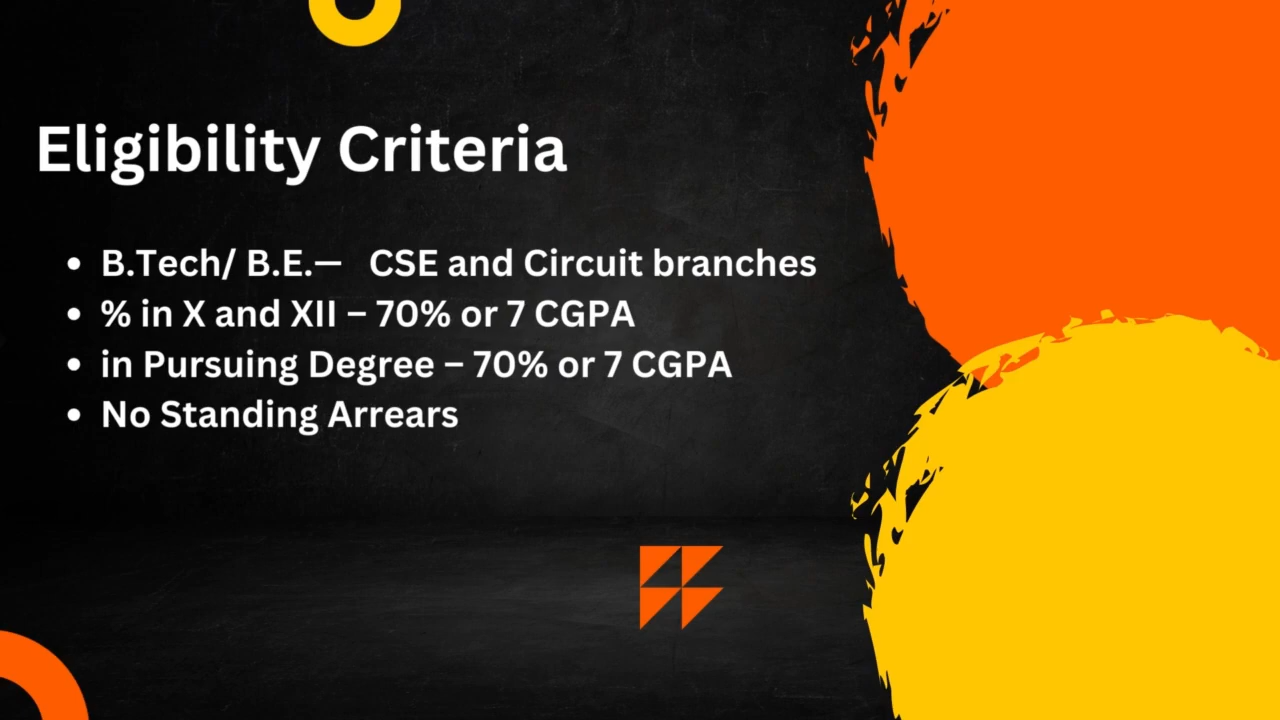 Eligibility Criteria
• B.Tech/ B.E.— CSE and Circuit branches
• % in X and XII – 70% or 7 CGPA
• in Pursuing Degree – 70% or 7 CGPA
• No Standing Arrears